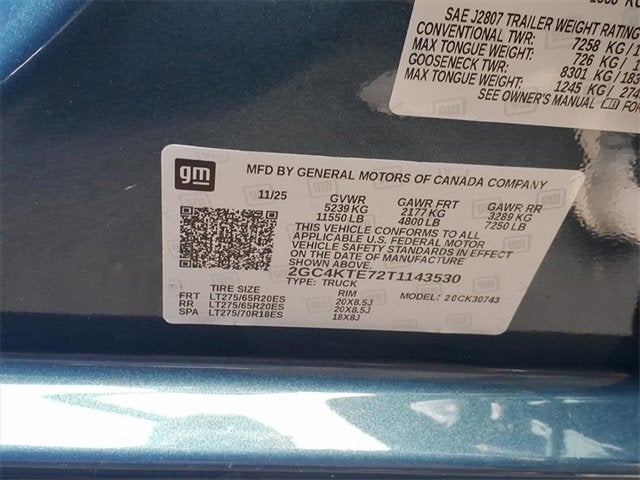 SAE J2807 TRAILER WEIGHT RATING
CONVENTIONAL TWR: 7258 KG /
MAX TONGUE WEIGHT: 726 KG / 1
GOOSENECK TWR: 8301 KG / 183
MAX TONGUE WEIGHT: 1245 KG / 274
SEE OWNER'S MANUAL FO
gm
MFD BY GENERAL MOTORS OF CANADA COMPANY
11/25 GVWR GAWR FRT GAWR RR
5239 KG 2177 KG 3289 KG
11550 LB 4800 LB 7250 LB
THIS VEHICLE CONFORMS TO ALL
APPLICABLE U.S. FEDERAL MOTOR
VEHICLE SAFETY STANDARDS IN EFFECT
ON THE DATE OF MANUFACTURE
2GC4KTE72T1143530
TYPE: TRUCK MODEL: 20CK30743
TIRE SIZE RIM
FRT LT275/65R20ES 20X8.5J
RR LT275/65R20ES 20X8.5J
SPA LT275/70R18ES 18X8J